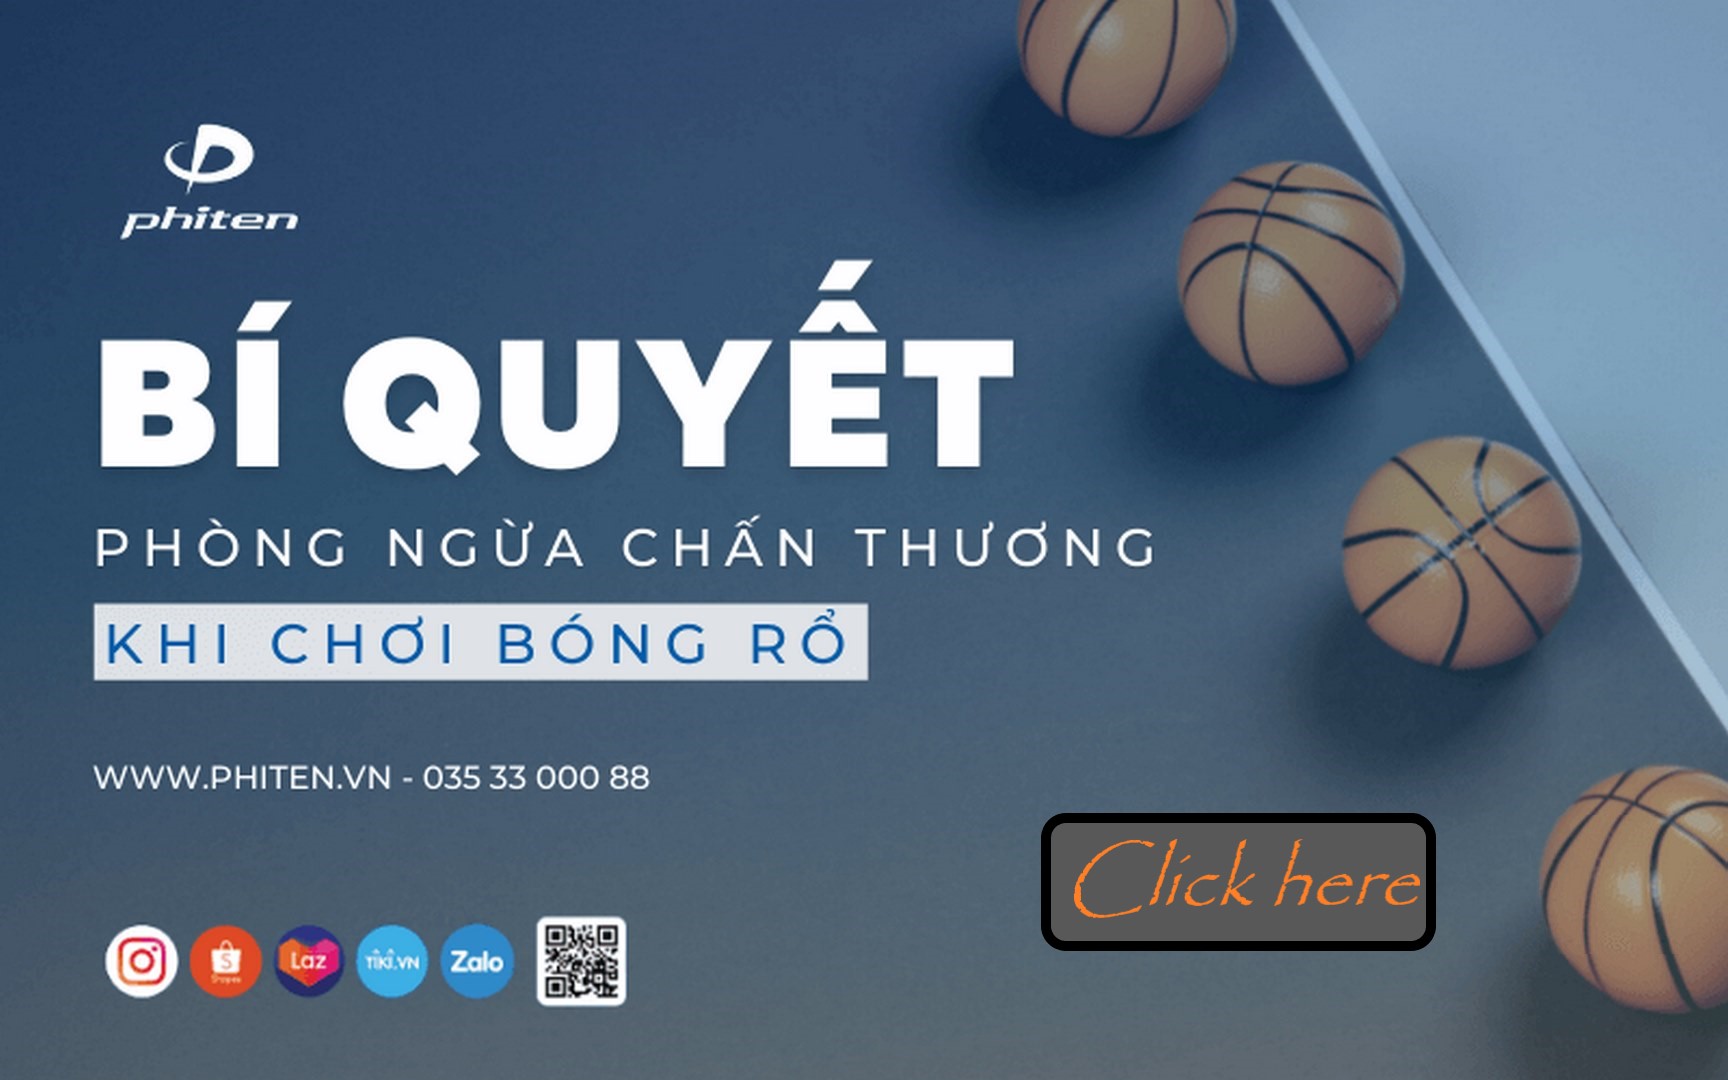 phiten
BÍ QUYẾT
PHÒNG NGỪA CHẤN THƯƠNG
KHI CHƠI BÓNG RỔ
WWW.PHITEN.VN - 035 33 000 88
Click here
S Laz TIKI.VN Zalo
Shopee